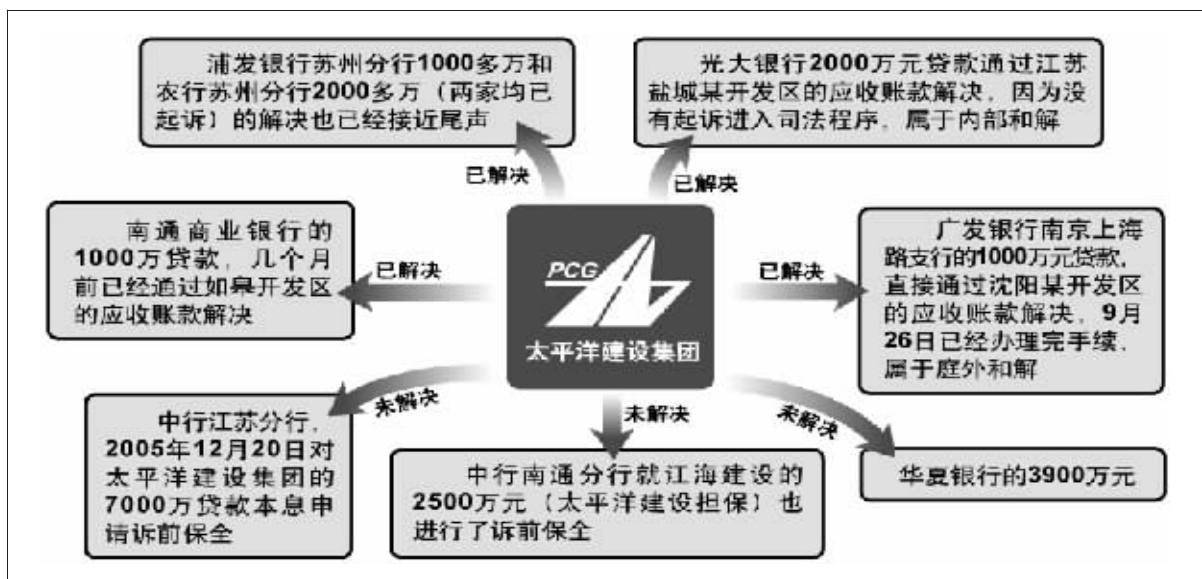 浦发银行苏州分行1000多万和
农行苏州分行2000多万（两家均已
起诉）的解决也已经接近尾声
光大银行2000万元贷款通过江苏
盐城某开发区的应收账款解决，因为没
有起诉进入司法程序，属于内部和解
已解决
已解决
南通商业银行的
1000万贷款，几个月
前已经通过如皋开发区
的应收账款解决
已解决
PCG
太平洋建设集团
已解决
广发银行南京上海
路支行的1000万元贷款，
直接通过沈阳某开发区
的应收账款解决，9月
26日已经办理完手续，
属于庭外和解
未解决
未解决
未解决
中行江苏分行，
2005年12月20日对
太平洋建设集团的
7000万贷款本息申
请诉前保全
中行南通分行就江海建设的
2500万元（太平洋建设担保）也
进行了诉前保全
华夏银行的3900万元